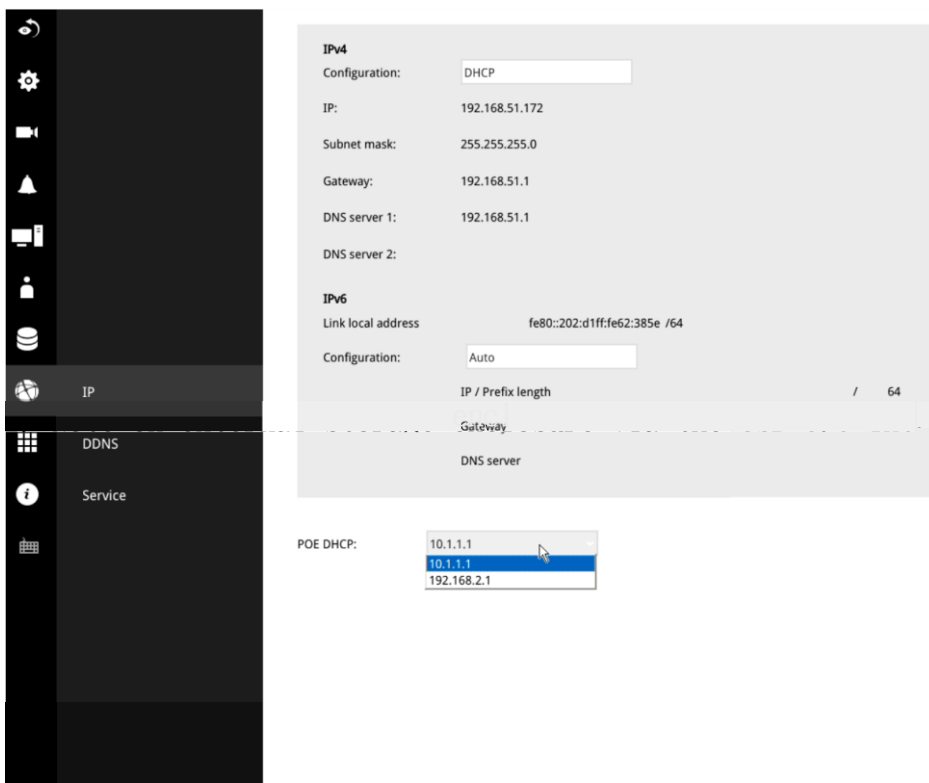 IPv4
Configuration: DHCP
IP: 192.168.51.172
Subnet mask: 255.255.255.0
Gateway: 192.168.51.1
DNS server 1: 192.168.51.1
DNS server 2:
IPv6
Link local address fe80::202:d1ff:fe62:385e /64
Configuration: Auto
IP
IP / Prefix length / 64
Gateway
DDNS
DNS server
Service
POE DHCP: 10.1.1.1
10.1.1.1
192.168.2.1